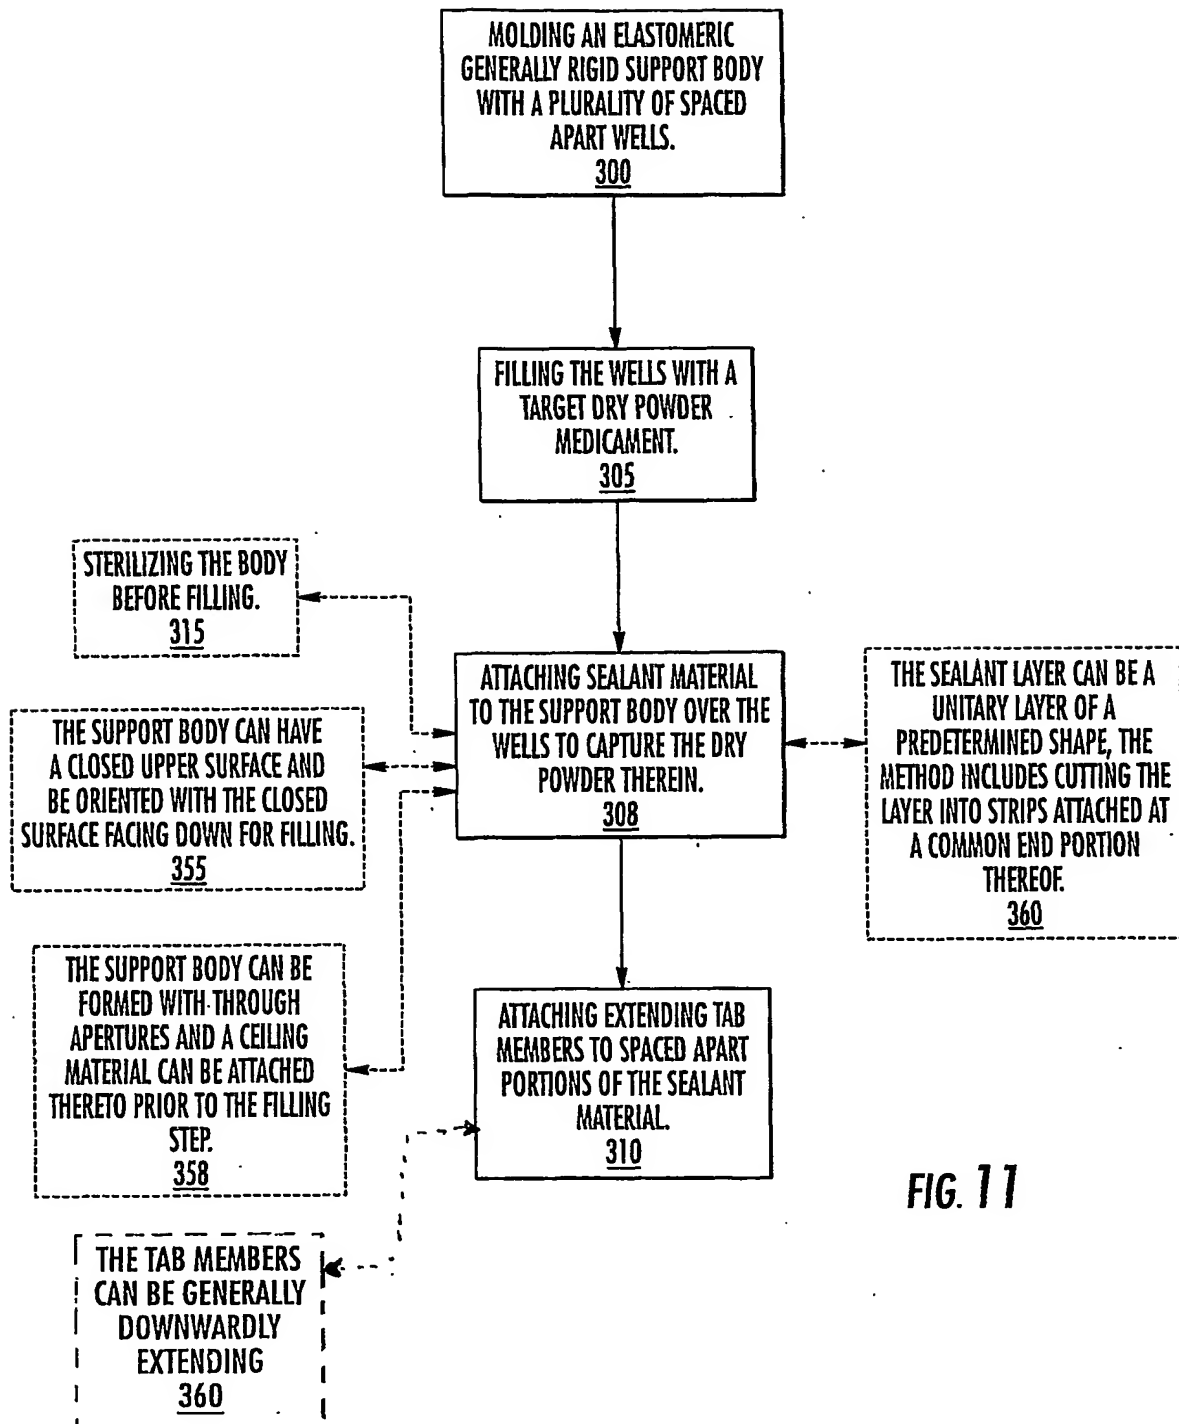 MOLDING AN ELASTOMERIC
GENERALLY RIGID SUPPORT BODY
WITH A PLURALITY OF SPACED
APART WELLS.
300
FILLING THE WELLS WITH A
TARGET DRY POWDER
MEDICAMENT.
305
STERILIZING THE BODY
BEFORE FILLING.
315
THE SUPPORT BODY CAN HAVE
A CLOSED UPPER SURFACE AND
BE ORIENTED WITH THE CLOSED
SURFACE FACING DOWN FOR FILLING.
355
ATTACHING SEALANT MATERIAL
TO THE SUPPORT BODY OVER THE
WELLS TO CAPTURE THE DRY
POWDER THEREIN.
308
THE SEALANT LAYER CAN BE A
UNITARY LAYER OF A
PREDETERMINED SHAPE, THE
METHOD INCLUDES CUTTING THE
LAYER INTO STRIPS ATTACHED AT
A COMMON END PORTION
THEREOF.
360
THE SUPPORT BODY CAN BE
FORMED WITH THROUGH
APERTURES AND A CEILING
MATERIAL CAN BE ATTACHED
THERETO PRIOR TO THE FILLING
STEP.
358
ATTACHING EXTENDING TAB
MEMBERS TO SPACED APART
PORTIONS OF THE SEALANT
MATERIAL.
310
THE TAB MEMBERS
CAN BE GENERALLY
DOWNWARDLY
EXTENDING
360
FIG. 11